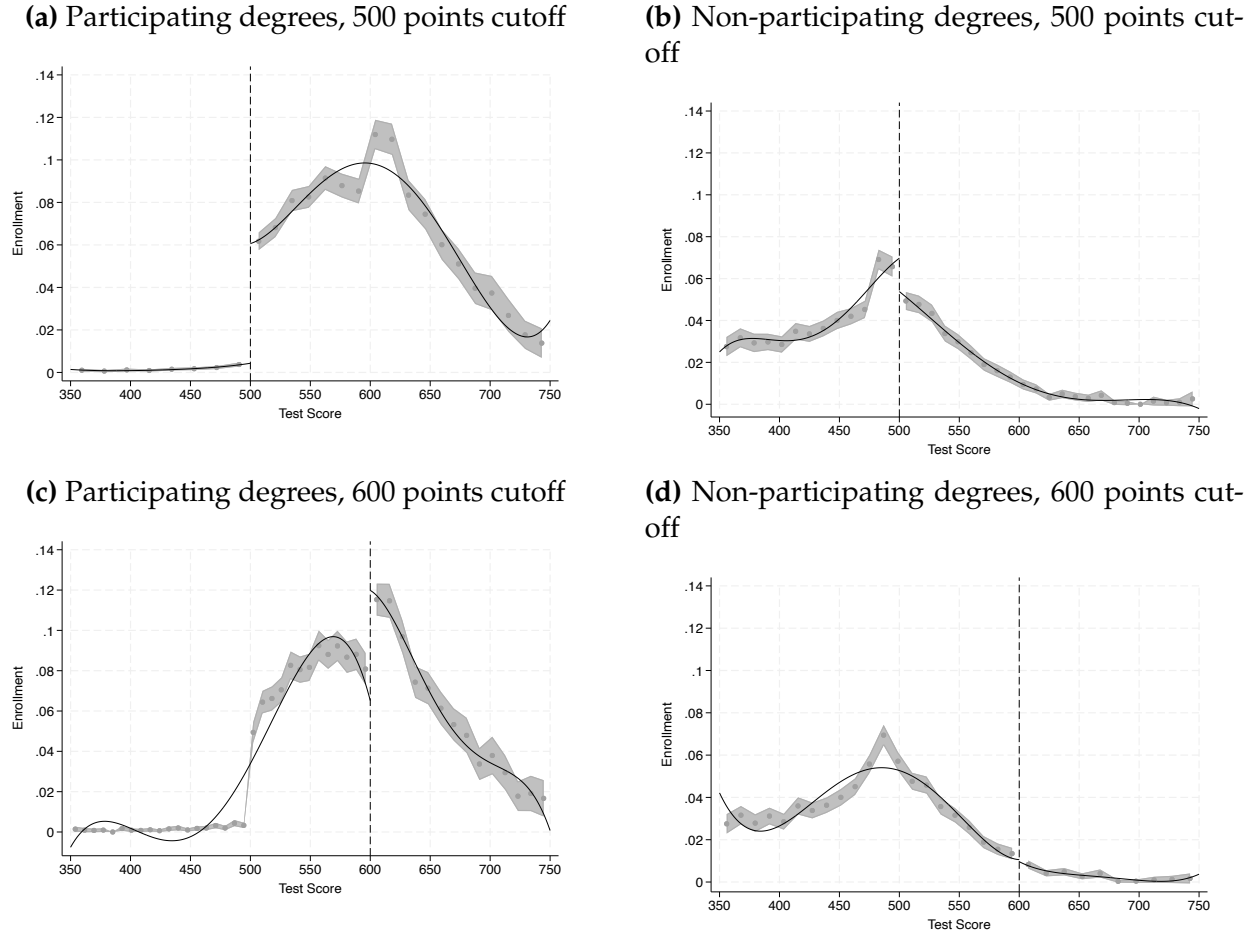 (a) Participating degrees, 500 points cutoff
.14
.12
.1
.08
.06
.04
.02
0
Enrollment
350 400 450 500 550 600 650 700 750
Test Score
(b) Non-participating degrees, 500 points cut-
off
.14
.12
.1
.08
.06
.04
.02
0
Enrollment
350 400 450 500 550 600 650 700 750
Test Score
(c) Participating degrees, 600 points cutoff
.14
.12
.1
.08
.06
.04
.02
0
Enrollment
350 400 450 500 550 600 650 700 750
Test Score
(d) Non-participating degrees, 600 points cut-
off
.14
.12
.1
.08
.06
.04
.02
0
Enrollment
350 400 450 500 550 600 650 700 750
Test Score